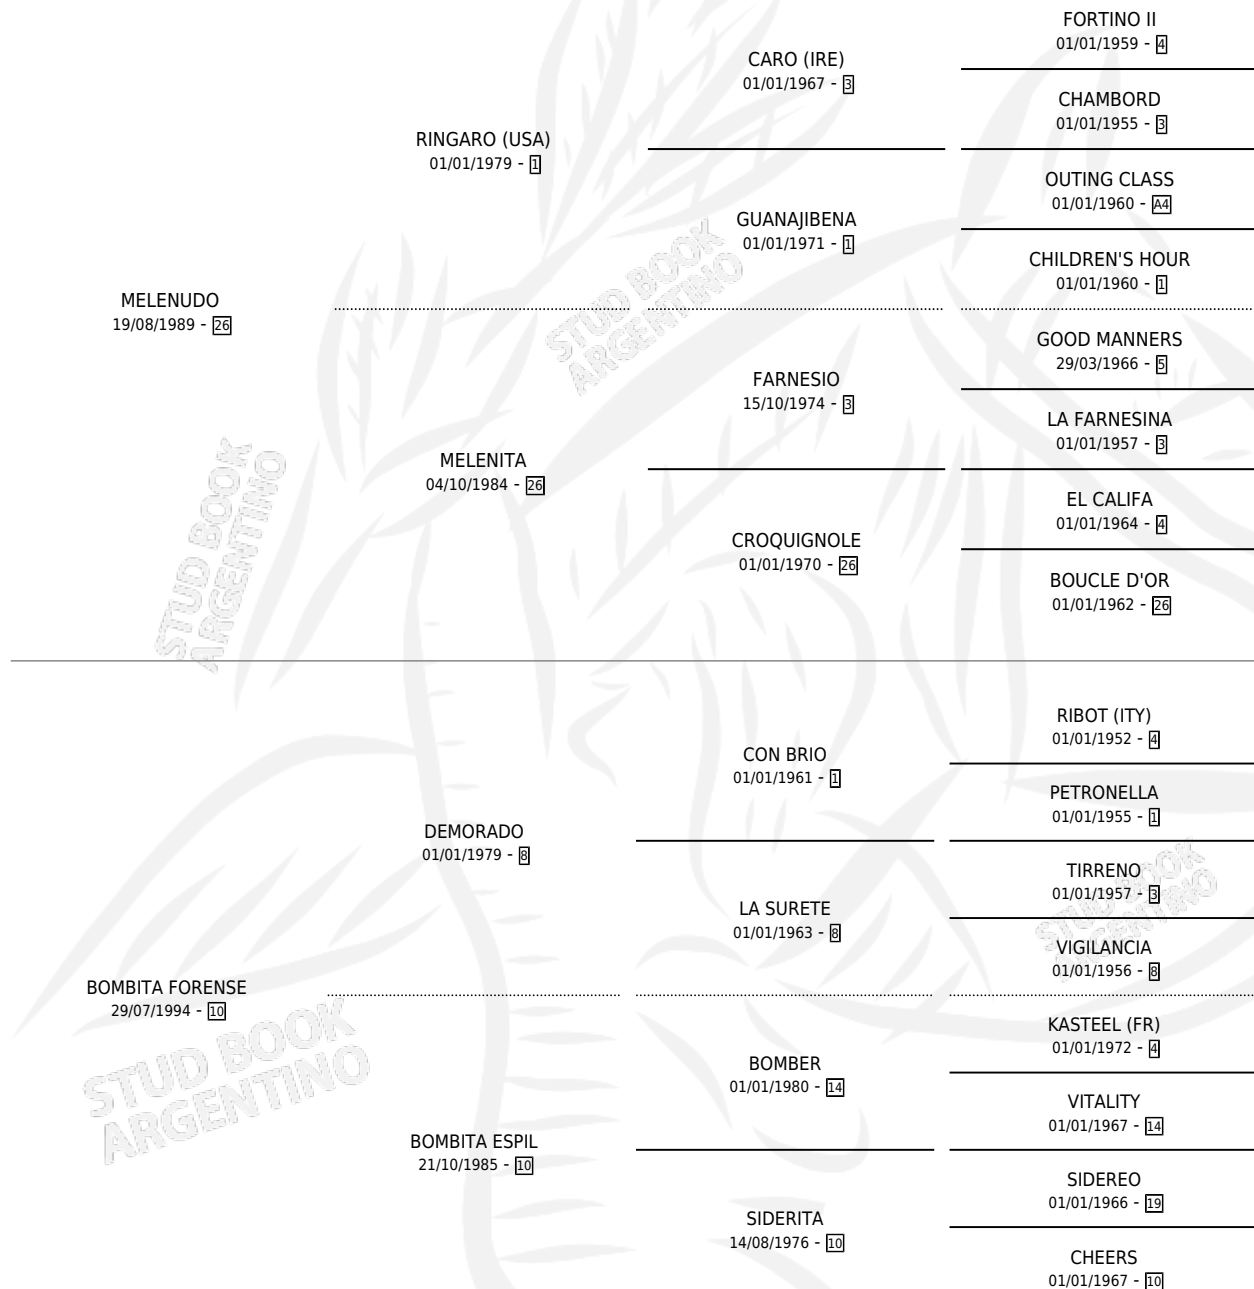 FORTINO II
01/01/1959 - 4
CARO (IRE)
01/01/1967 - 3
CHAMBORD
01/01/1955 - 3
RINGARO (USA)
01/01/1979 - 1
OUTING CLASS
01/01/1960 - A4
GUANAJIBENA
01/01/1971 - 1
CHILDREN'S HOUR
01/01/1960 - 1
MELENUDO
19/08/1989 - 26
GOOD MANNERS
29/03/1966 - 5
FARNESIO
15/10/1974 - 3
LA FARNESINA
01/01/1957 - 3
MELENITA
04/10/1984 - 26
EL CALIFA
01/01/1964 - 4
CROQUIGNOLE
01/01/1970 - 26
BOUCLE D'OR
01/01/1962 - 26
RIBOT (ITY)
01/01/1952 - 4
CON BRIO
01/01/1961 - 1
PETRONELLA
01/01/1955 - 1
DEMORADO
01/01/1979 - 8
TIRRENO
01/01/1957 - 3
LA SURETE
01/01/1963 - 8
VIGILANCIA
01/01/1956 - 8
BOMBITA FORENSE
29/07/1994 - 10
KASTEEL (FR)
01/01/1972 - 4
BOMBER
01/01/1980 - 14
VITALITY
01/01/1967 - 14
BOMBITA ESPIL
21/10/1985 - 10
SIDEREO
01/01/1966 - 19
SIDERITA
14/08/1976 - 10
CHEERS
01/01/1967 - 10
STUD BOOK
ARGENTINO
STUD BOOK
ARGENTINO
STUD BOOK
ARGENTINO
STUD BOOK
ARGENTINO